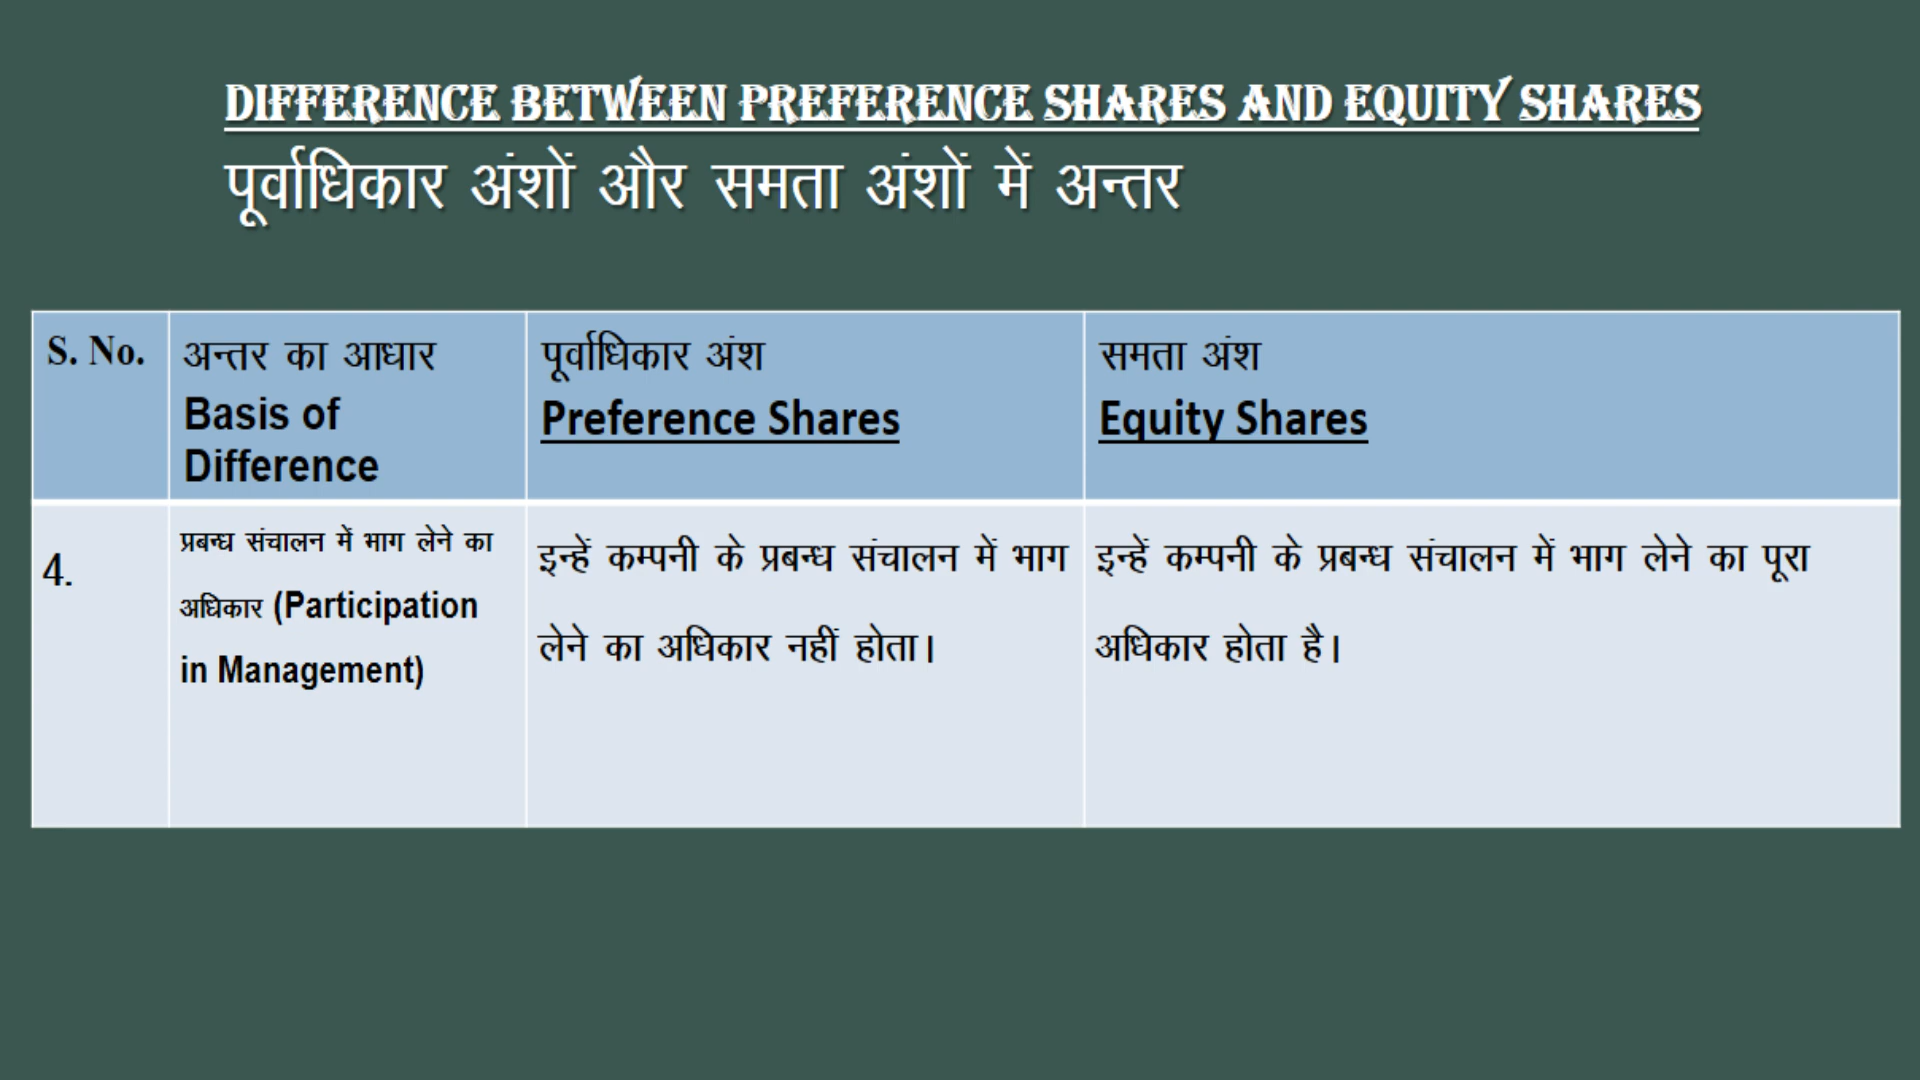 DIFFERENCE BETWEEN PREFERENCE SHARES AND EQUITY SHARES
पूर्वाधिकार अंशों और समता अंशों में अन्तर
S. No.
अन्तर का आधार
Basis of
Difference
पूर्वाधिकार अंश
Preference Shares
समता अंश
Equity Shares
4.
प्रबन्ध संचालन में भाग लेने का
अधिकार (Participation
in Management)
इन्हें कम्पनी के प्रबन्ध संचालन में भाग
लेने का अधिकार नहीं होता।
इन्हें कम्पनी के प्रबन्ध संचालन में भाग लेने का पूरा
अधिकार होता है।